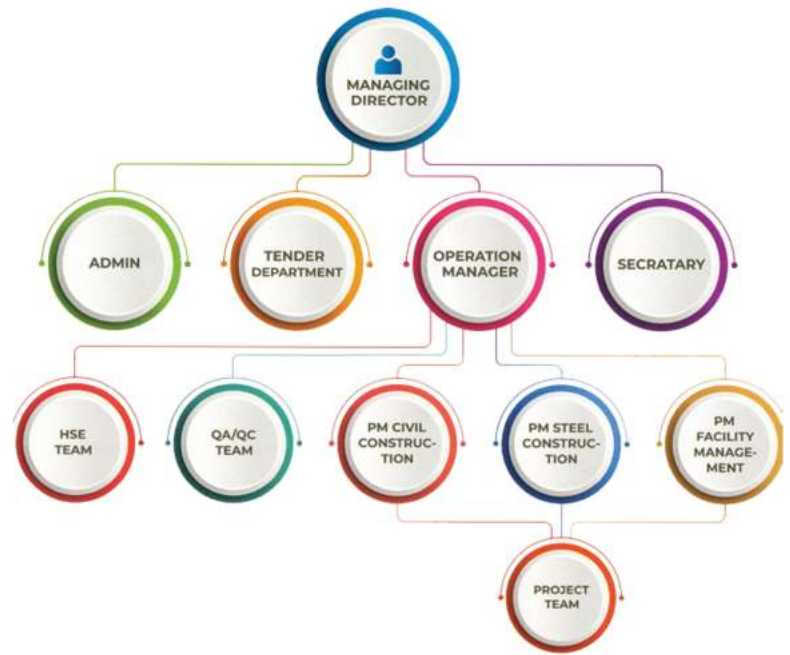 MANAGING
DIRECTOR
ADMIN
TENDER
DEPARTMENT
OPERATION
MANAGER
SECRATARY
HSE
TEAM
QA/QC
TEAM
PM CIVIL
CONSTRUC-
TION
PM STEEL
CONSTRUC-
TION
PM
FACILITY
MANAGE-
MENT
PROJECT
TEAM